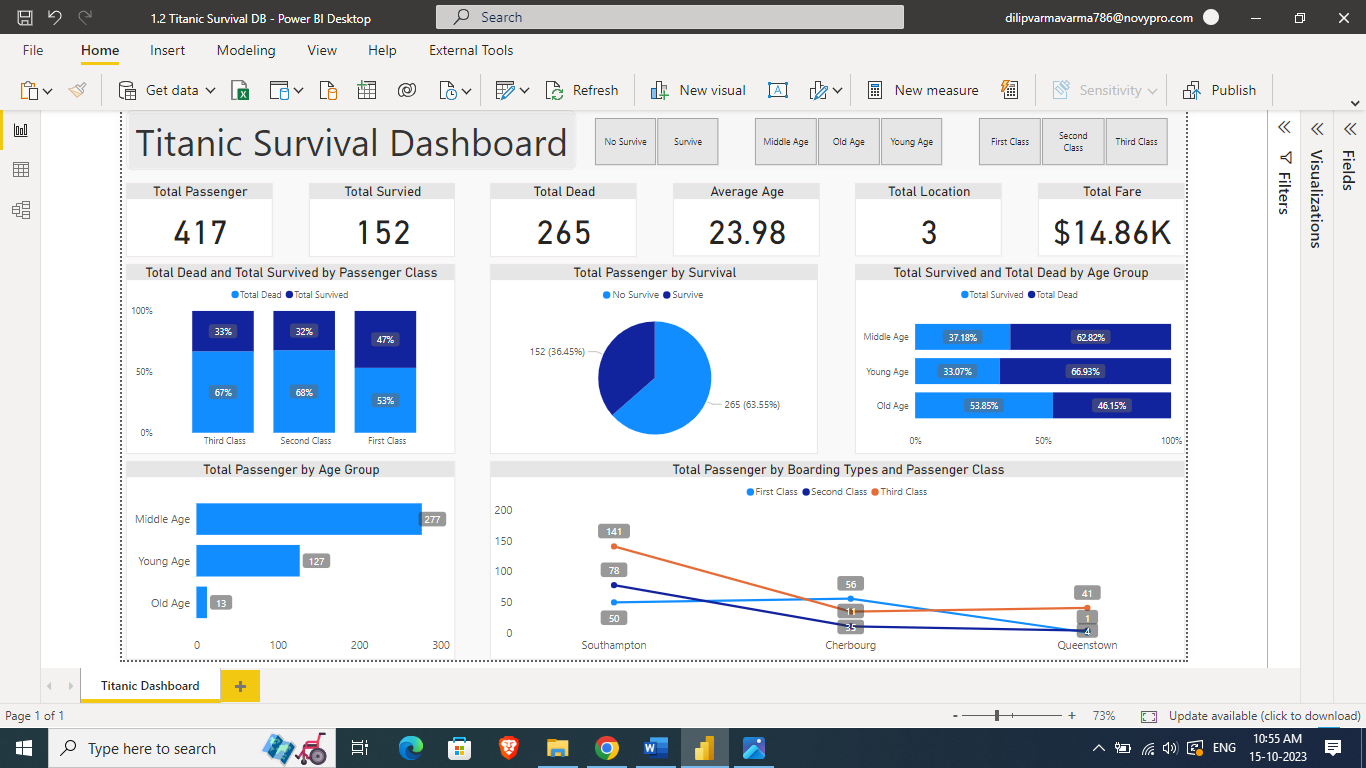 1.2 Titanic Survival DB - Power BI Desktop
Search
dilipvarmavarma786@novypro.com
File Home Insert Modeling View Help External Tools
Get data Refresh New visual New measure Sensitivity Publish
Titanic Survival Dashboard
No Survive Survive
Middle Age Old Age Young Age
First Class Second Class Third Class
Filters
Visualizations
Fields
Total Passenger
417
Total Survied
152
Total Dead
265
Average Age
23.98
Total Location
3
Total Fare
$14.86K
Total Dead and Total Survived by Passenger Class
Total Dead Total Survived
100%
50%
0%
33% 32% 47%
67% 68% 53%
Third Class Second Class First Class
Total Passenger by Survival
No Survive Survive
152 (36.45%)
265 (63.55%)
Total Survived and Total Dead by Age Group
Total Survived Total Dead
Middle Age 37.18% 62.82%
Young Age 33.07% 66.93%
Old Age 53.85% 46.15%
0% 50% 100%
Total Passenger by Age Group
Middle Age 277
Young Age 127
Old Age 13
0 100 200 300
Total Passenger by Boarding Types and Passenger Class
First Class Second Class Third Class
200
150
100
50
0
141
78
50
56
11
35
41
1
4
Southampton Cherbourg Queenstown
Titanic Dashboard
Page 1 of 1
- + 73% Update available (click to download)
Type here to search
ENG
10:55 AM
15-10-2023